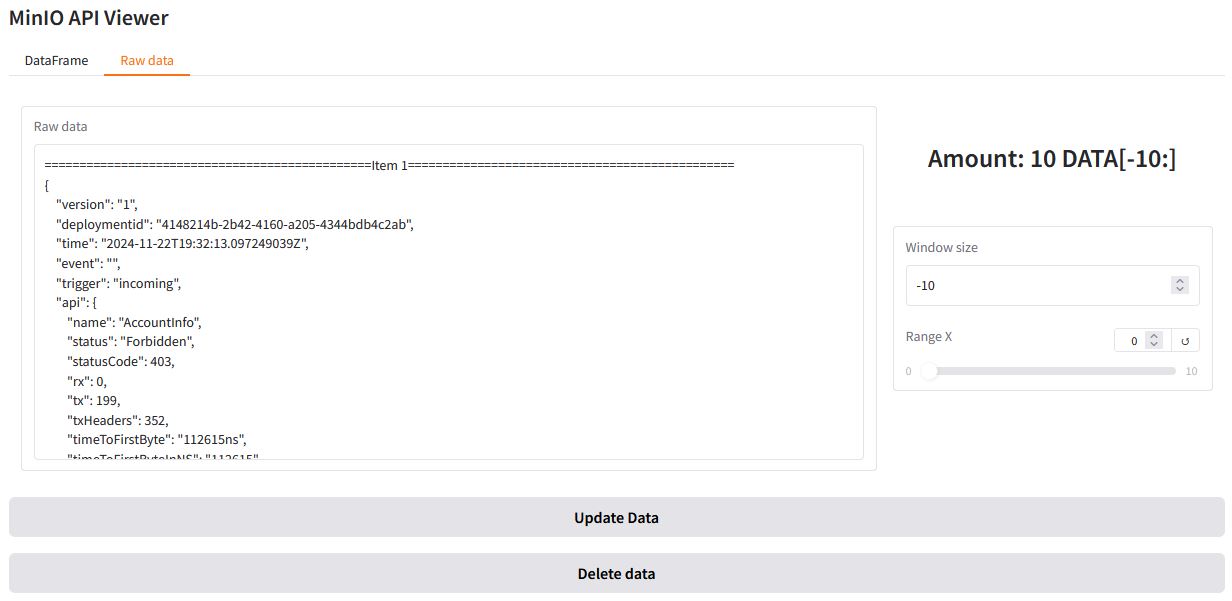 MinIO API Viewer
DataFrame
Raw data
Raw data
===============================================Item 1===============================================
{
"version": "1",
"deploymentid": "4148214b-2b42-4160-a205-4344bdb4c2ab",
"time": "2024-11-22T19:32:13.097249039Z",
"event": "",
"trigger": "incoming",
"api": {
"name": "AccountInfo",
"status": "Forbidden",
"statusCode": 403,
"rx": 0,
"tx": 199,
"txHeaders": 352,
"timeToFirstByte": "112615ns",
"timeToFirstByteInNS": "112615",
Amount: 10 DATA[-10:]
Window size
-10
Range X
0
↺
0
10
Update Data
Delete data